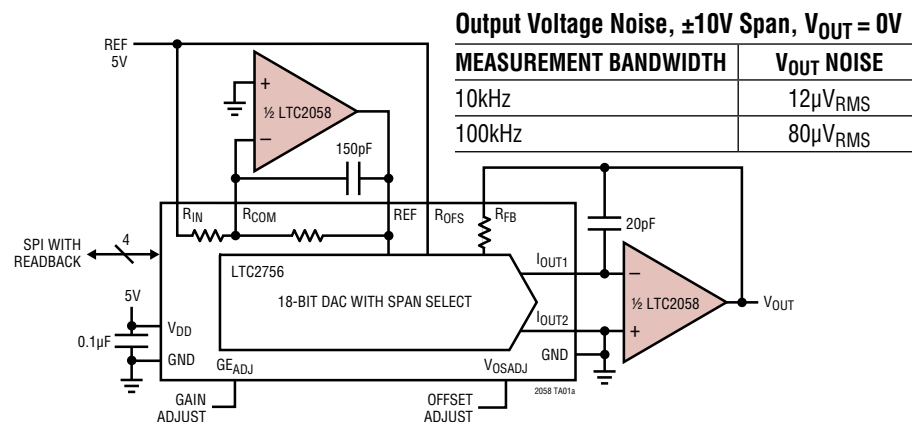 Output Voltage Noise, ±10V Span, VOUT = 0V
MEASUREMENT BANDWIDTH VOUT NOISE
10kHz 12µVRMS
100kHz 80µVRMS
REF
5V
+
½ LTC2058
–
150pF
RIN
RCOM
REF
ROFS
RFB
20pF
SPI WITH
READBACK
4
LTC2756
18-BIT DAC WITH SPAN SELECT
IOUT1
IOUT2
–
½ LTC2058
+
VOUT
5V
VDD
0.1µF
GND
GEADJ
VOSADJ
GND
2058 TA01a
GAIN
ADJUST
OFFSET
ADJUST